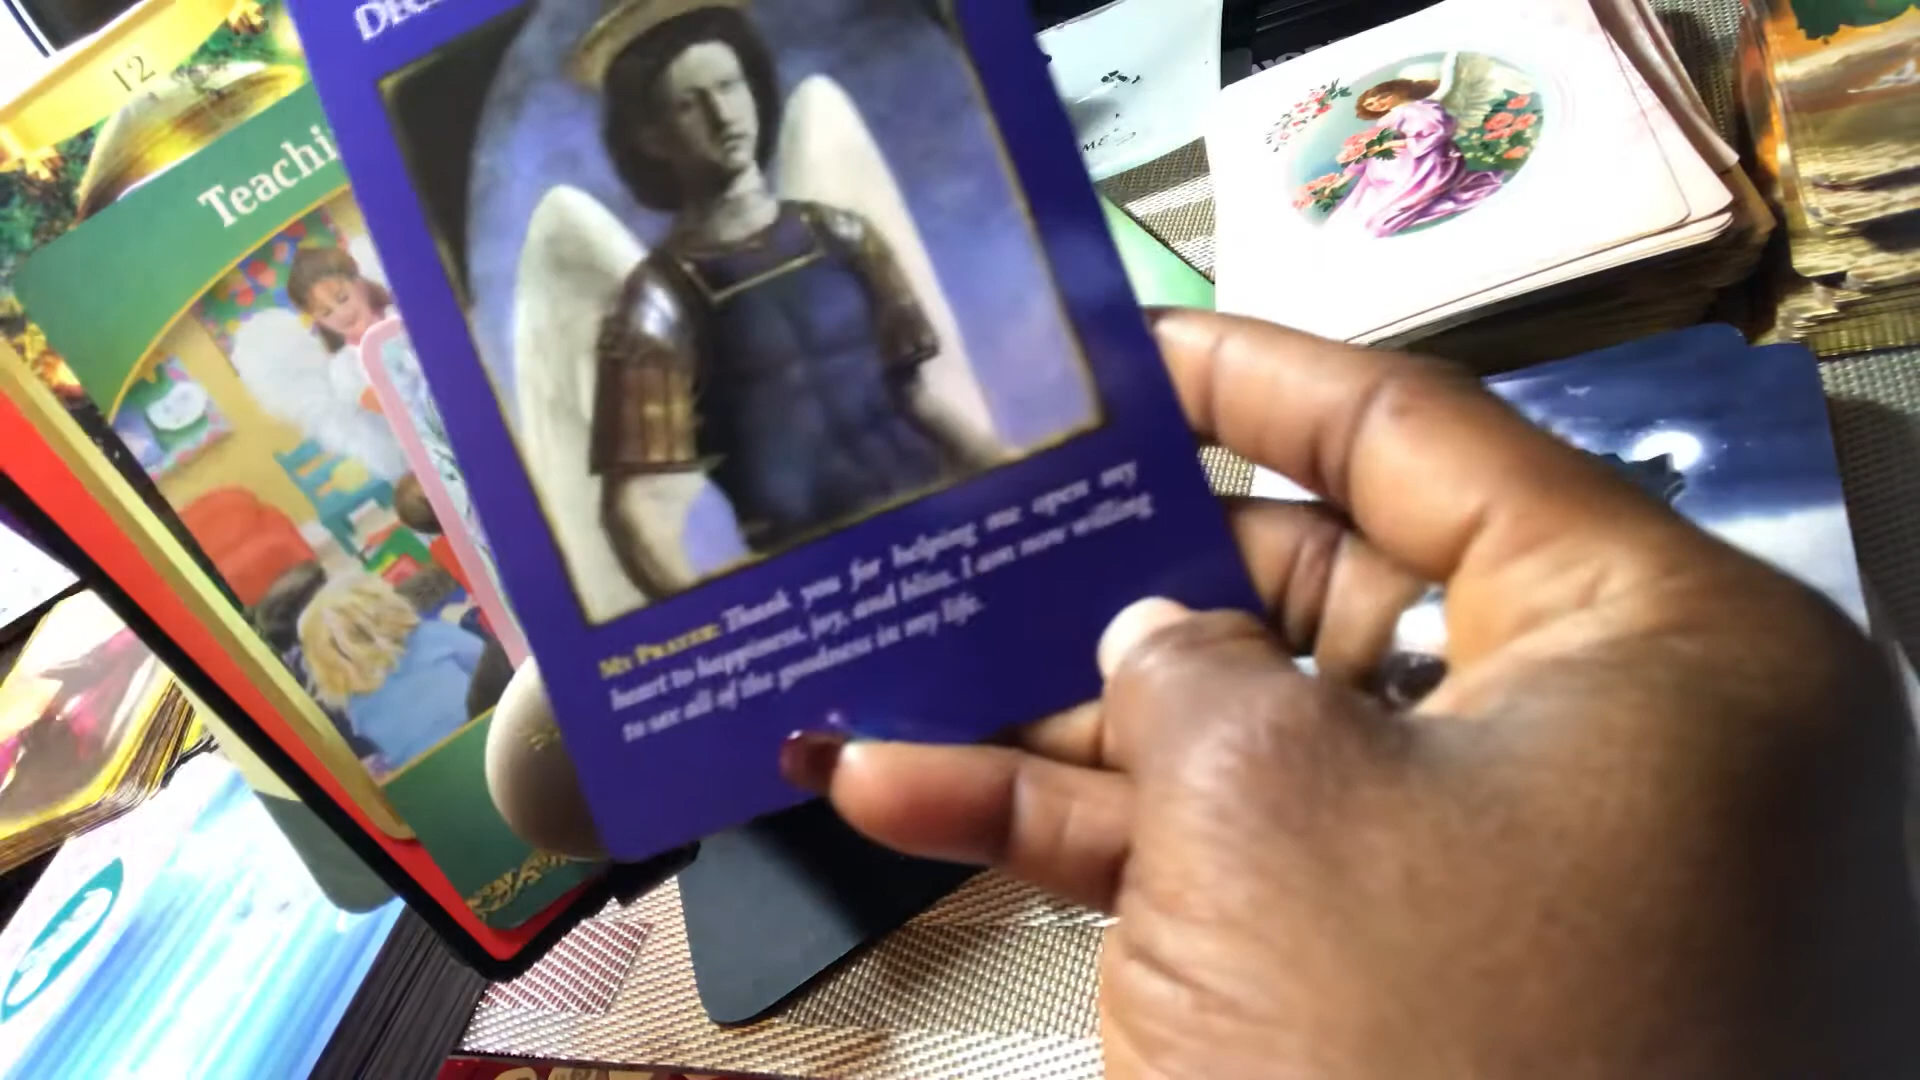 12
Teachi
Dec
MY PRAYER: Thank you for helping me open my
heart to happiness, joy, and bliss. I am now willing
to see all of the goodness in my life.